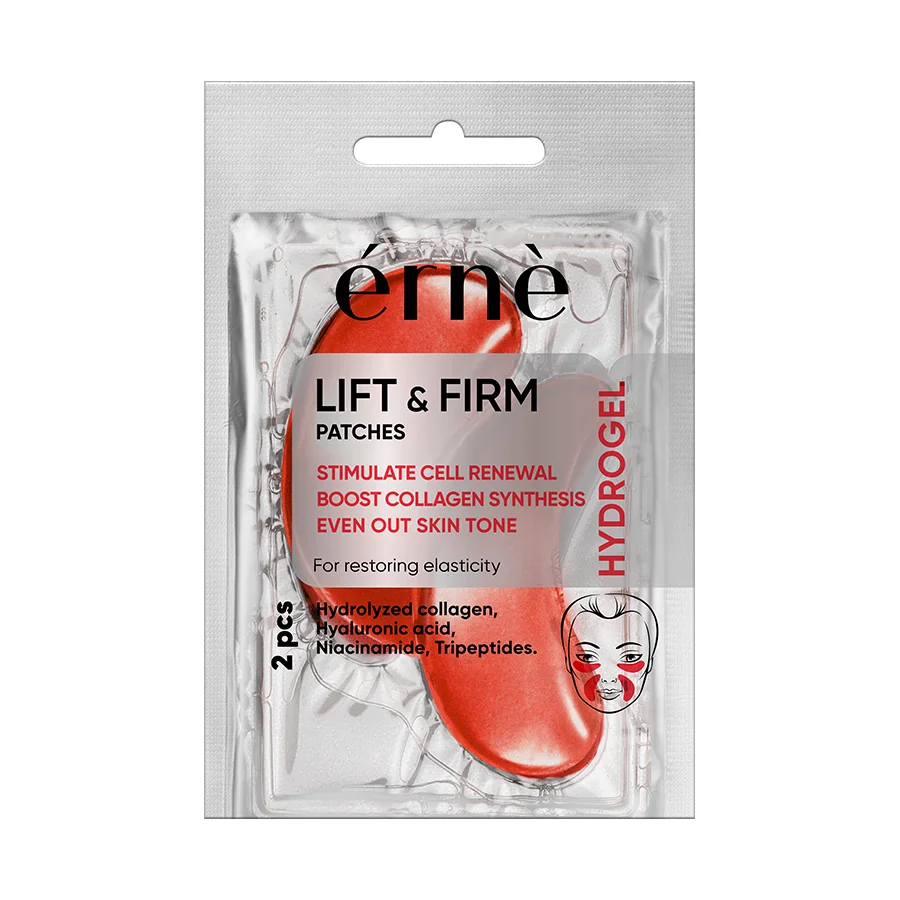 érnè
LIFT & FIRM
PATCHES
STIMULATE CELL RENEWAL
BOOST COLLAGEN SYNTHESIS
EVEN OUT SKIN TONE
For restoring elasticity
HYDROGEL
2 pcs
Hydrolyzed collagen,
Hyaluronic acid,
Niacinamide, Tripeptides.